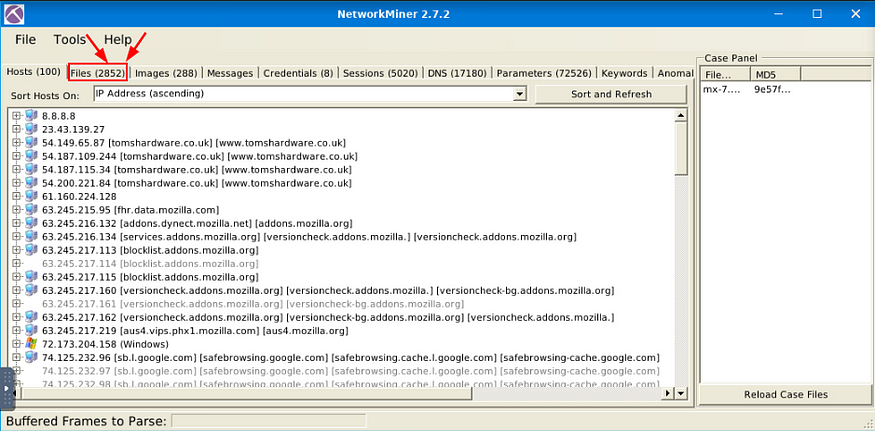 NetworkMiner 2.7.2
File Tools Help
Hosts (100) Files (2852) Images (288) Messages Credentials (8) Sessions (5020) DNS (17180) Parameters (72526) Keywords Anomal
Sort Hosts On: IP Address (ascending) Sort and Refresh
8.8.8.8
23.43.139.27
54.149.65.87 [tomshardware.co.uk] [www.tomshardware.co.uk]
54.187.109.244 [tomshardware.co.uk] [www.tomshardware.co.uk]
54.187.115.34 [tomshardware.co.uk] [www.tomshardware.co.uk]
54.200.221.84 [tomshardware.co.uk] [www.tomshardware.co.uk]
61.160.224.128
63.245.215.95 [fhr.data.mozilla.com]
63.245.216.132 [addons.dynect.mozilla.net] [addons.mozilla.org]
63.245.216.134 [services.addons.mozilla.org] [versioncheck.addons.mozilla.] [versioncheck.addons.mozilla.org]
63.245.217.113 [blocklist.addons.mozilla.org]
63.245.217.114 [blocklist.addons.mozilla.org]
63.245.217.115 [blocklist.addons.mozilla.org]
63.245.217.160 [versioncheck.addons.mozilla.org] [versioncheck.addons.mozilla.] [versioncheck-bg.addons.mozilla.org]
63.245.217.161 [versioncheck-bg.addons.mozilla.org]
63.245.217.162 [versioncheck.addons.mozilla.org] [versioncheck-bg.addons.mozilla.org] [versioncheck.addons.mozilla.]
63.245.217.219 [aus4.vips.phx1.mozilla.com] [aus4.mozilla.org]
72.173.204.158 (Windows)
74.125.232.96 [sb.l.google.com] [safebrowsing.google.com] [safebrowsing.cache.l.google.com] [safebrowsing-cache.google.com]
74.125.232.97 [sb.l.google.com] [safebrowsing.google.com] [safebrowsing.cache.l.google.com] [safebrowsing-cache.google.com]
74.125.232.98 [sb.l.google.com] [safebrowsing.google.com] [safebrowsing.cache.l.google.com] [safebrowsing-cache.google.com]
Case Panel
File... MD5
mx-7.... 9e57f...
Reload Case Files
Buffered Frames to Parse: